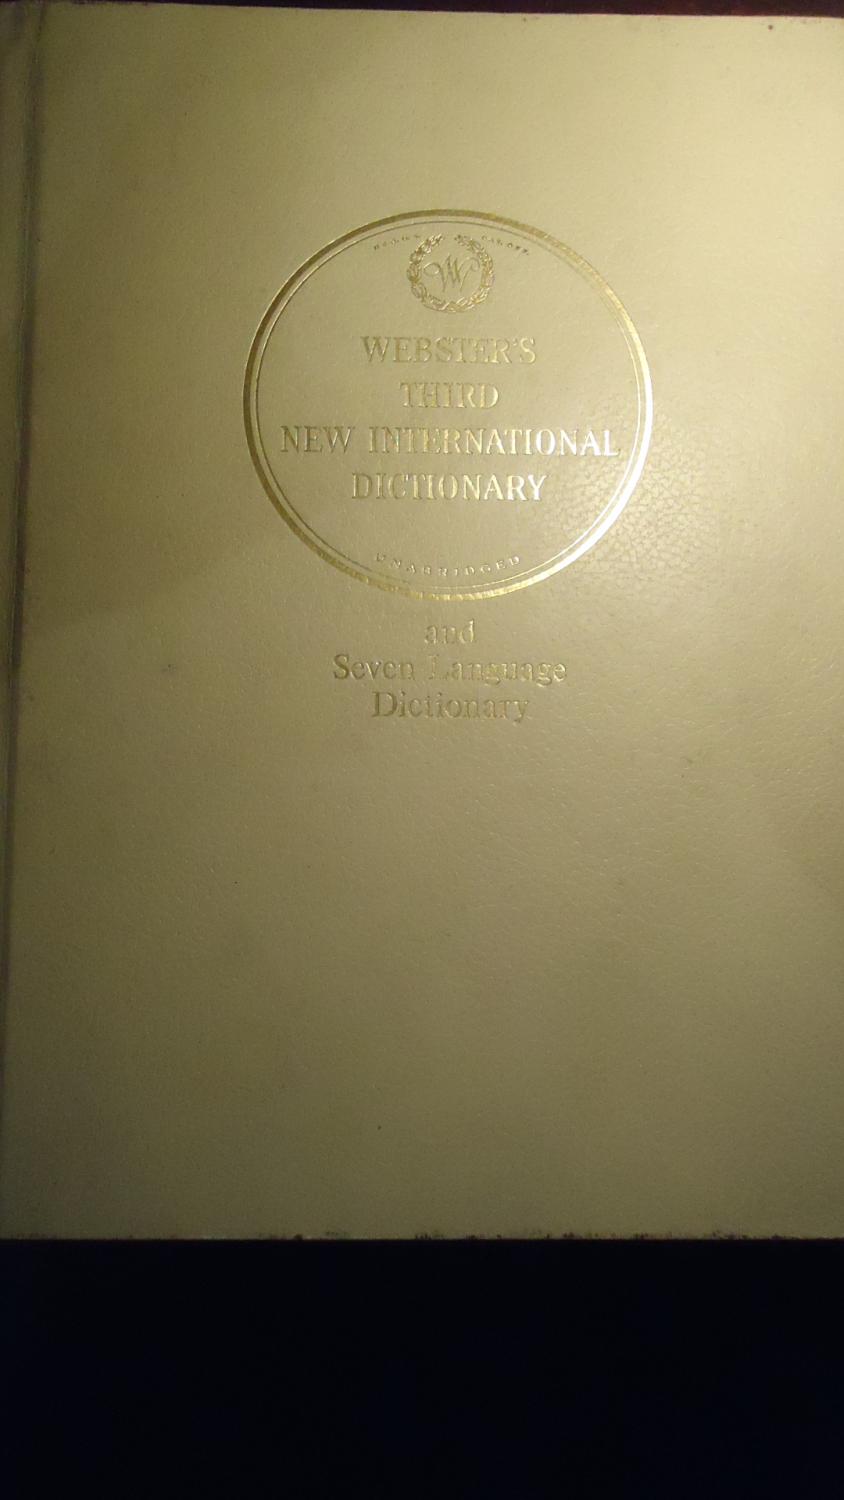 W
WEBSTER'S
THIRD
NEW INTERNATIONAL
DICTIONARY
UNABRIDGED
and
Seven Language
Dictionary